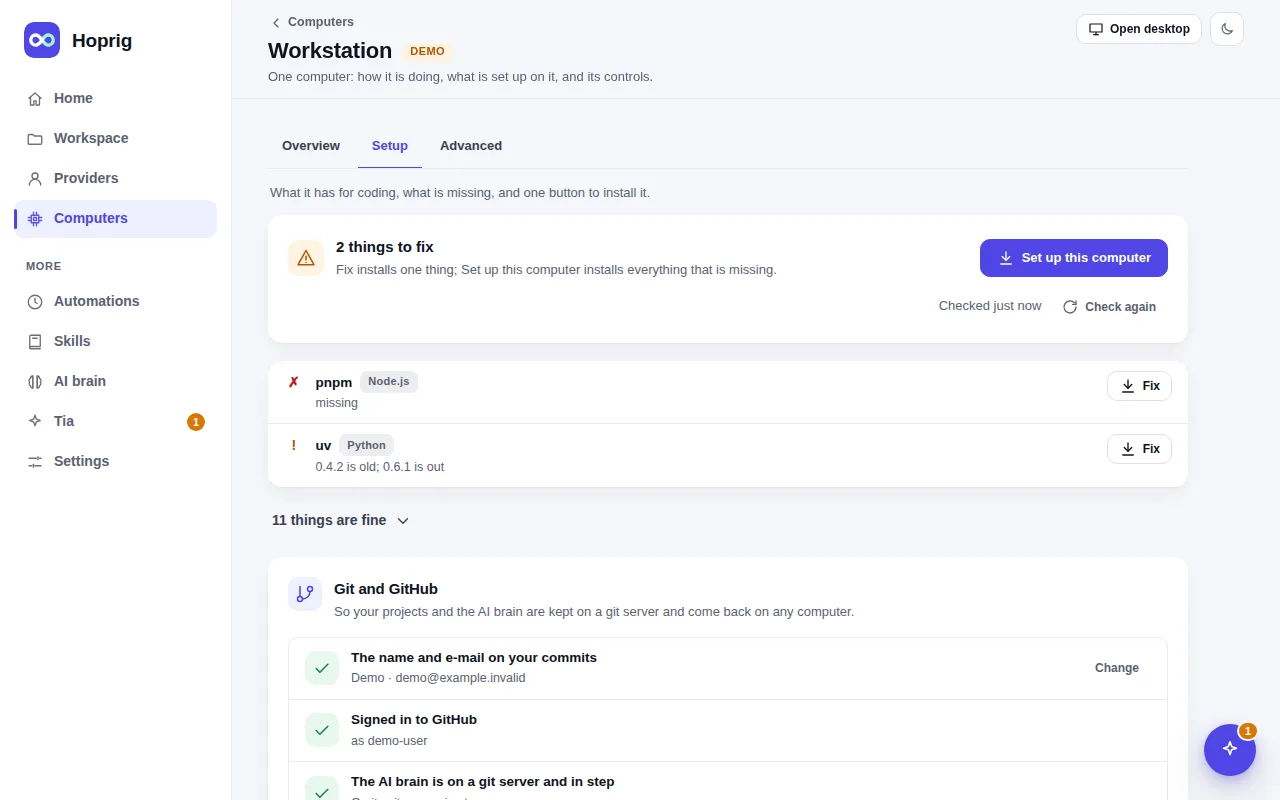 Hoprig
Home
Workspace
Providers
Computers
MORE
Automations
Skills
AI brain
Tia 1
Settings
Computers
Workstation DEMO
One computer: how it is doing, what is set up on it, and its controls.
Open desktop
Overview Setup Advanced
What it has for coding, what is missing, and one button to install it.
2 things to fix
Fix installs one thing; Set up this computer installs everything that is missing.
Set up this computer
Checked just now Check again
✗ pnpm Node.js
missing
Fix
! uv Python
0.4.2 is old; 0.6.1 is out
Fix
11 things are fine
Git and GitHub
So your projects and the AI brain are kept on a git server and come back on any computer.
The name and e-mail on your commits
Demo · demo@example.invalid
Change
Signed in to GitHub
as demo-user
The AI brain is on a git server and in step
1